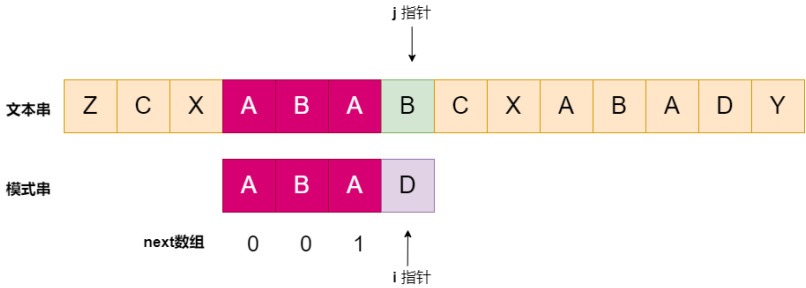 j 指针
文本串 Z C X A B A B C X A B A D Y
模式串 A B A D
next数组 0 0 1
i 指针